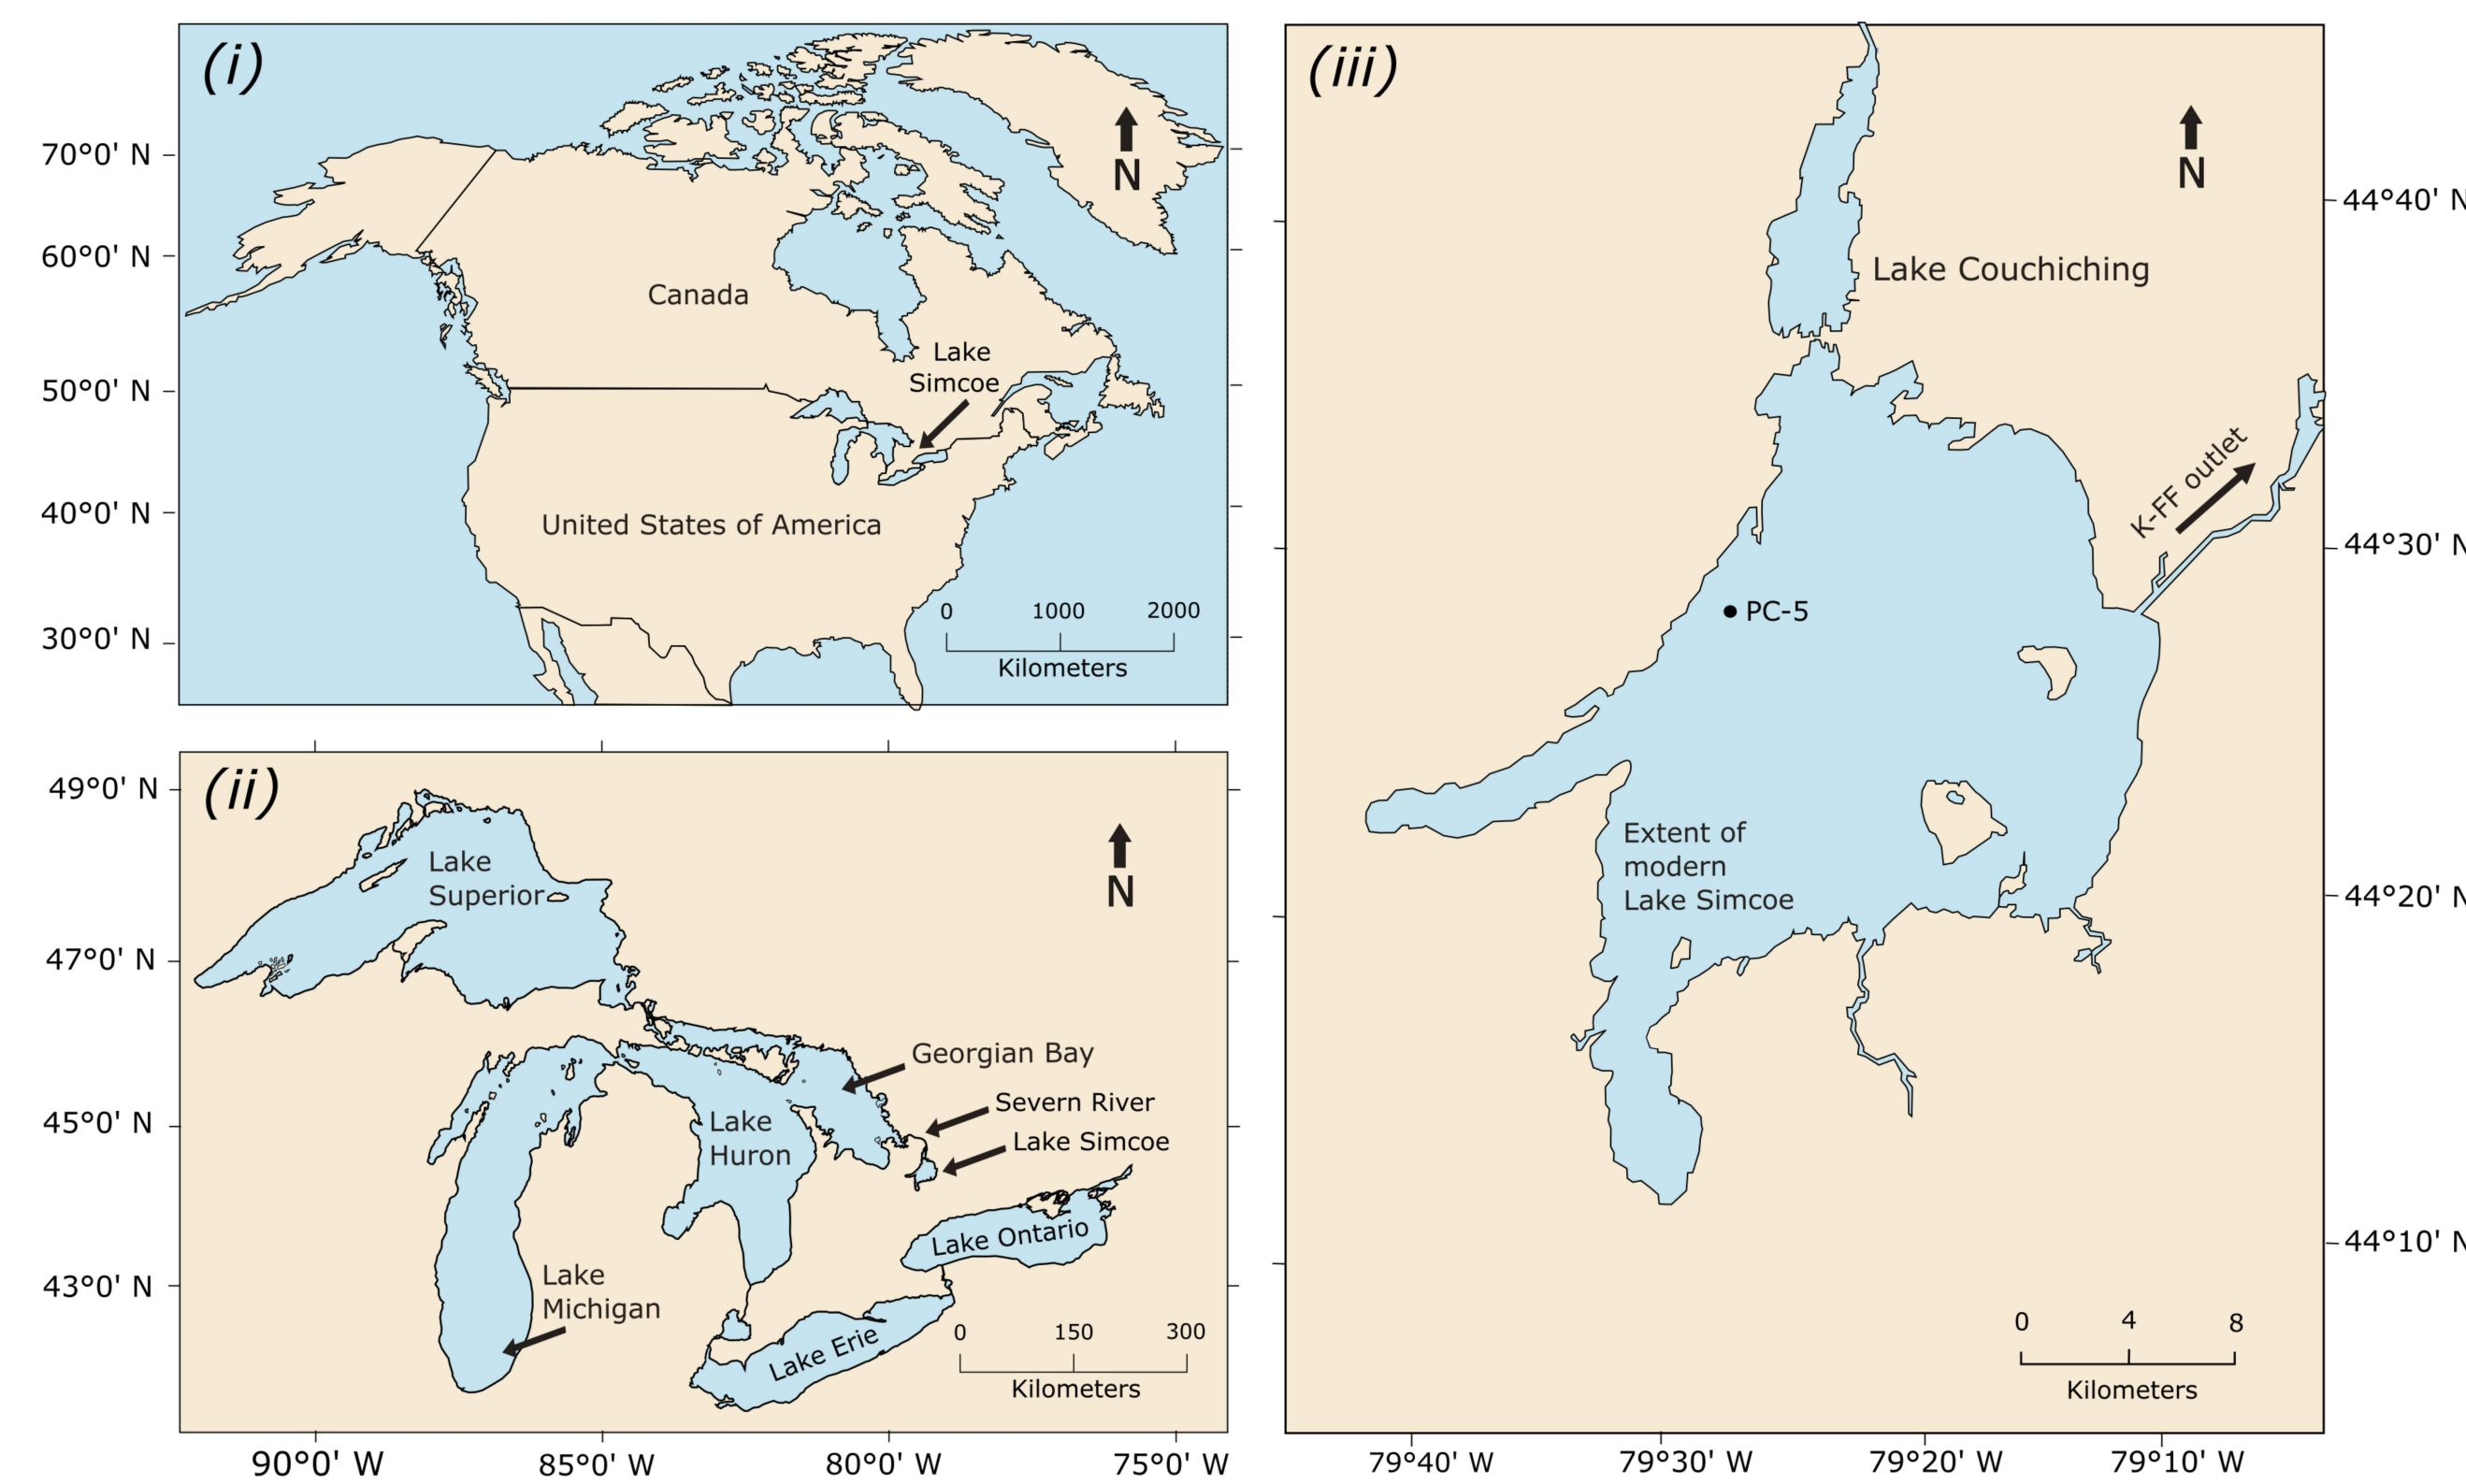 (i)
70°0' N
60°0' N
50°0' N
40°0' N
30°0' N
Canada
Lake
Simcoe
United States of America
N
0 1000 2000
Kilometers
(ii)
49°0' N
47°0' N
45°0' N
43°0' N
N
Lake
Superior
Georgian Bay
Severn River
Lake Simcoe
Lake
Huron
Lake Ontario
Lake
Michigan
Lake Erie
0 150 300
Kilometers
90°0' W 85°0' W 80°0' W 75°0' W
(iii)
N
44°40' N
Lake Couchiching
K-FF outlet
44°30' N
PC-5
Extent of
modern
Lake Simcoe
44°20' N
44°10' N
0 4 8
Kilometers
79°40' W 79°30' W 79°20' W 79°10' W